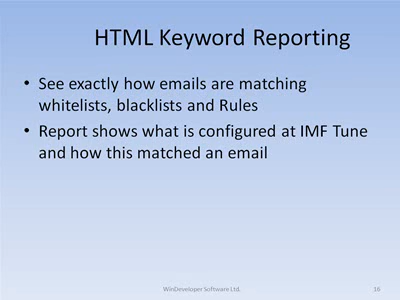 HTML Keyword Reporting
• See exactly how emails are matching
whitelists, blacklists and Rules
• Report shows what is configured at IMF Tune
and how this matched an email
WinDeveloper Software Ltd.
16